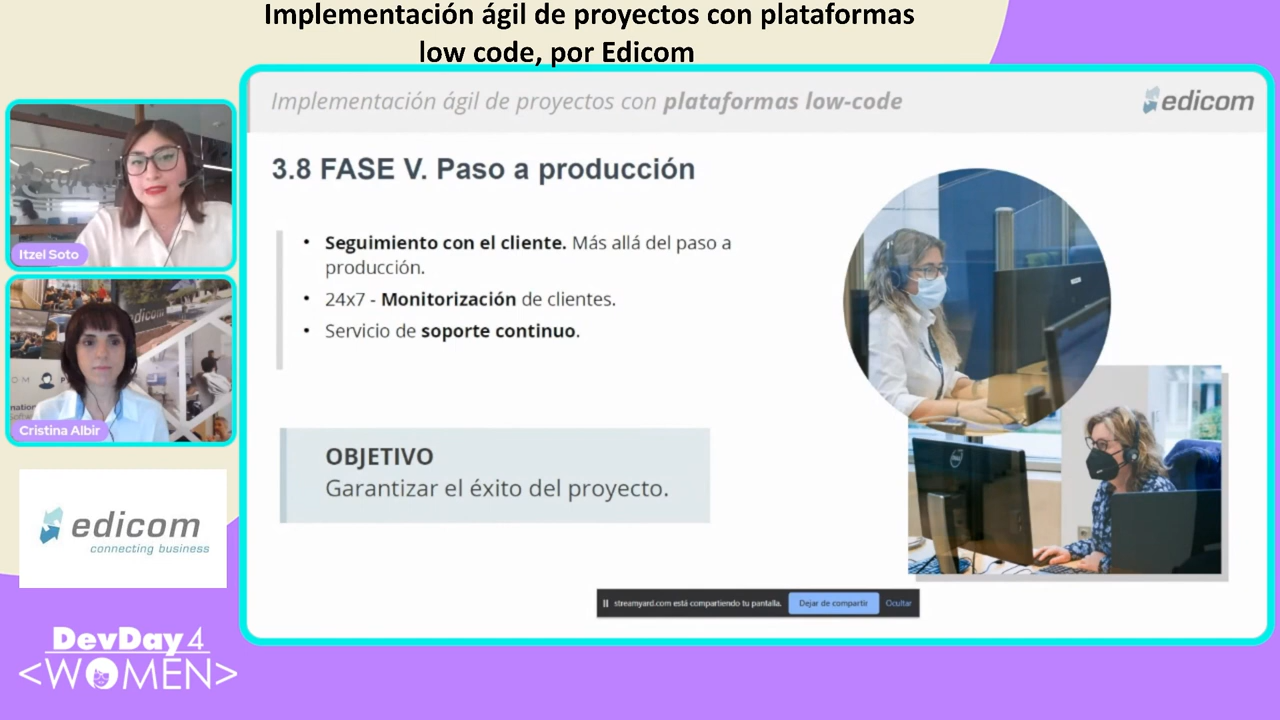 Implementación ágil de proyectos con plataformas
low code, por Edicom
Implementación ágil de proyectos con plataformas low-code
edicom
3.8 FASE V. Paso a producción
• Seguimiento con el cliente. Más allá del paso a
producción.
• 24x7 - Monitorización de clientes.
• Servicio de soporte continuo.
OBJETIVO
Garantizar el éxito del proyecto.
streamyard.com está compartiendo tu pantalla.
Dejar de compartir
Ocultar
Itzel Soto
edicom
Cristina Albir
edicom
connecting business
DevDay4
<WOMEN>